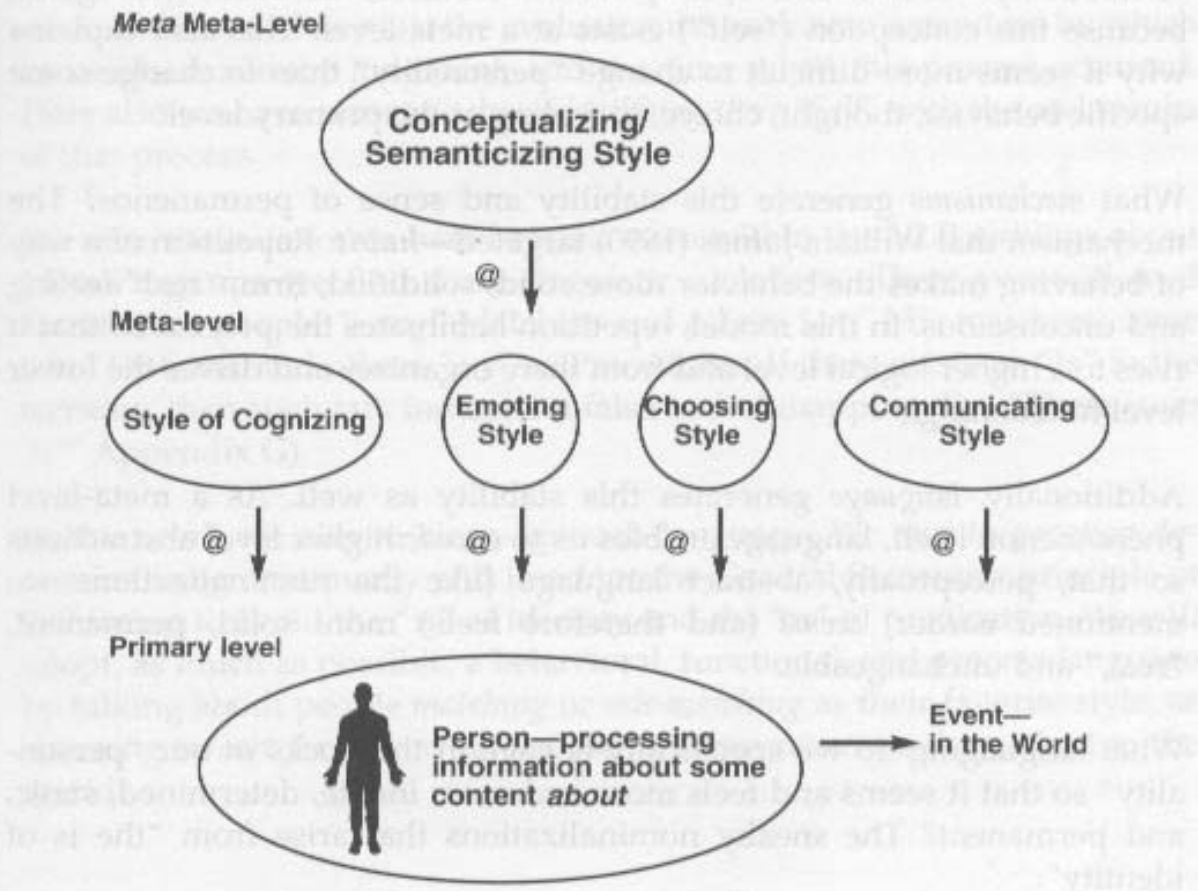 Meta Meta-Level
Conceptualizing/
Semanticizing Style
@
Meta-level
Style of Cognizing
Emoting
Style
Choosing
Style
Communicating
Style
@
@
@
@
Primary level
Person—processing
information about some
content about
Event—
in the World